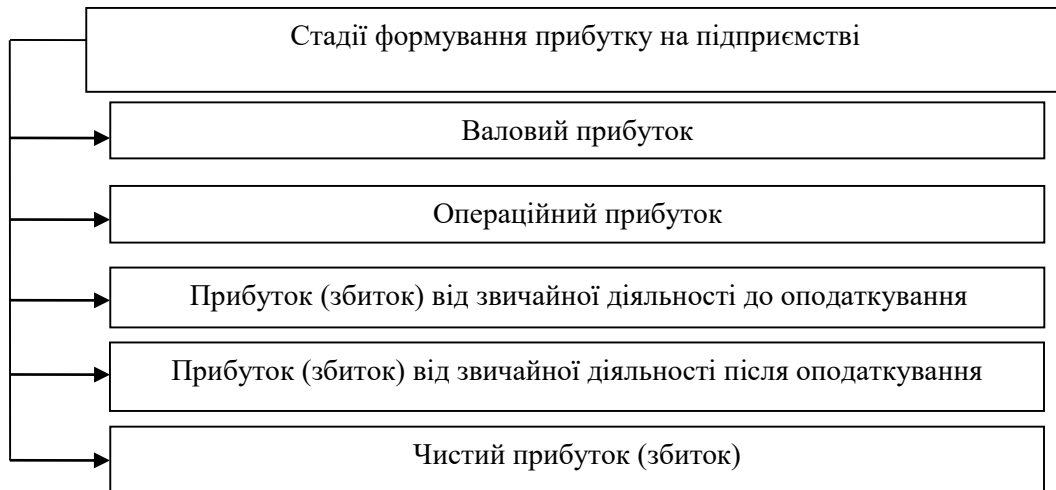 Стадії формування прибутку на підприємстві
Валовий прибуток
Операційний прибуток
Прибуток (збиток) від звичайної діяльності до оподаткування
Прибуток (збиток) від звичайної діяльності після оподаткування
Чистий прибуток (збиток)